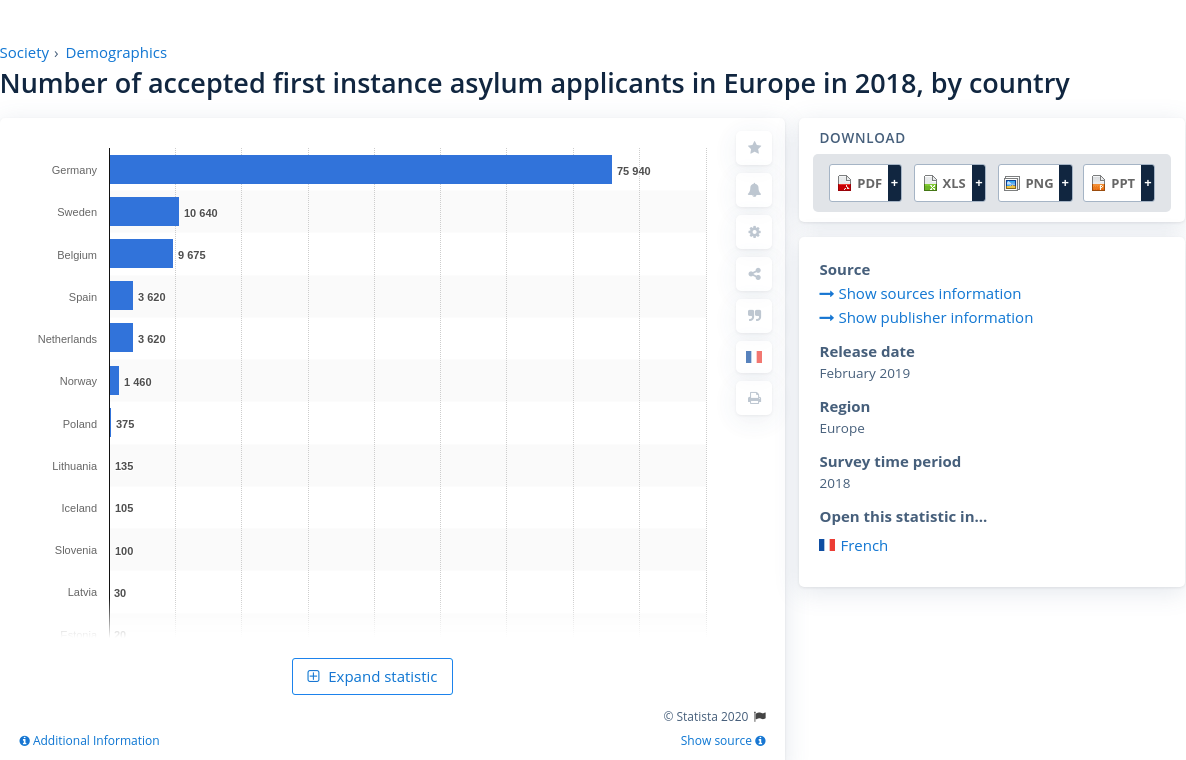 Society › Demographics
Number of accepted first instance asylum applicants in Europe in 2018, by country
Germany 75 940
Sweden 10 640
Belgium 9 675
Spain 3 620
Netherlands 3 620
Norway 1 460
Poland 375
Lithuania 135
Iceland 105
Slovenia 100
Latvia 30
Estonia 20
Expand statistic
© Statista 2020
Additional Information
Show source
DOWNLOAD
PDF + XLS + PNG + PPT +
Source
Show sources information
Show publisher information
Release date
February 2019
Region
Europe
Survey time period
2018
Open this statistic in...
French